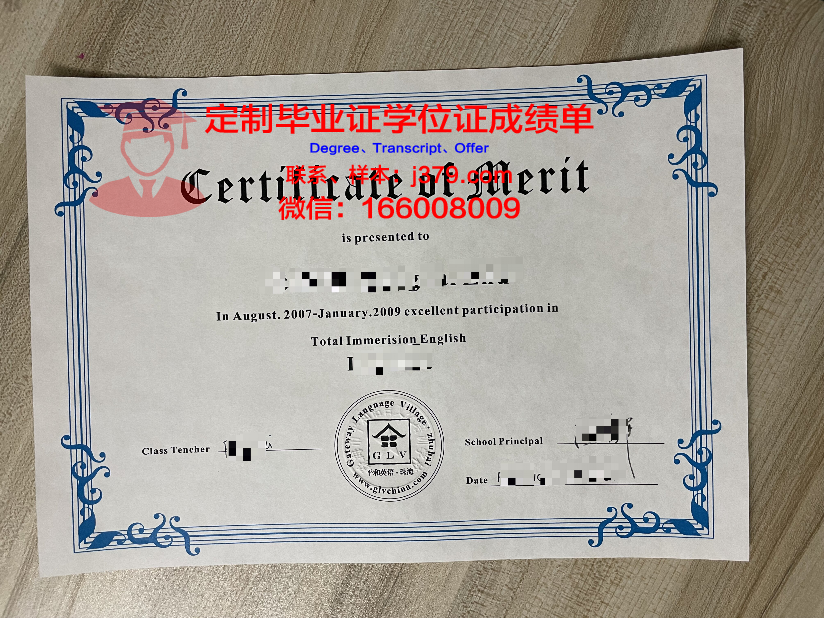 定制毕业证学位证成绩单
Degree、Transcript、Offer
联系、样本：j379.com
Certificate of Merit
微信：166008009
is presented to
In August. 2007-January.2009 excellent participation in
Total Immerision English
Class Tencher
Gateway Language Village · zhuhai
GLV
www.glvchina.com
School Principal
Date